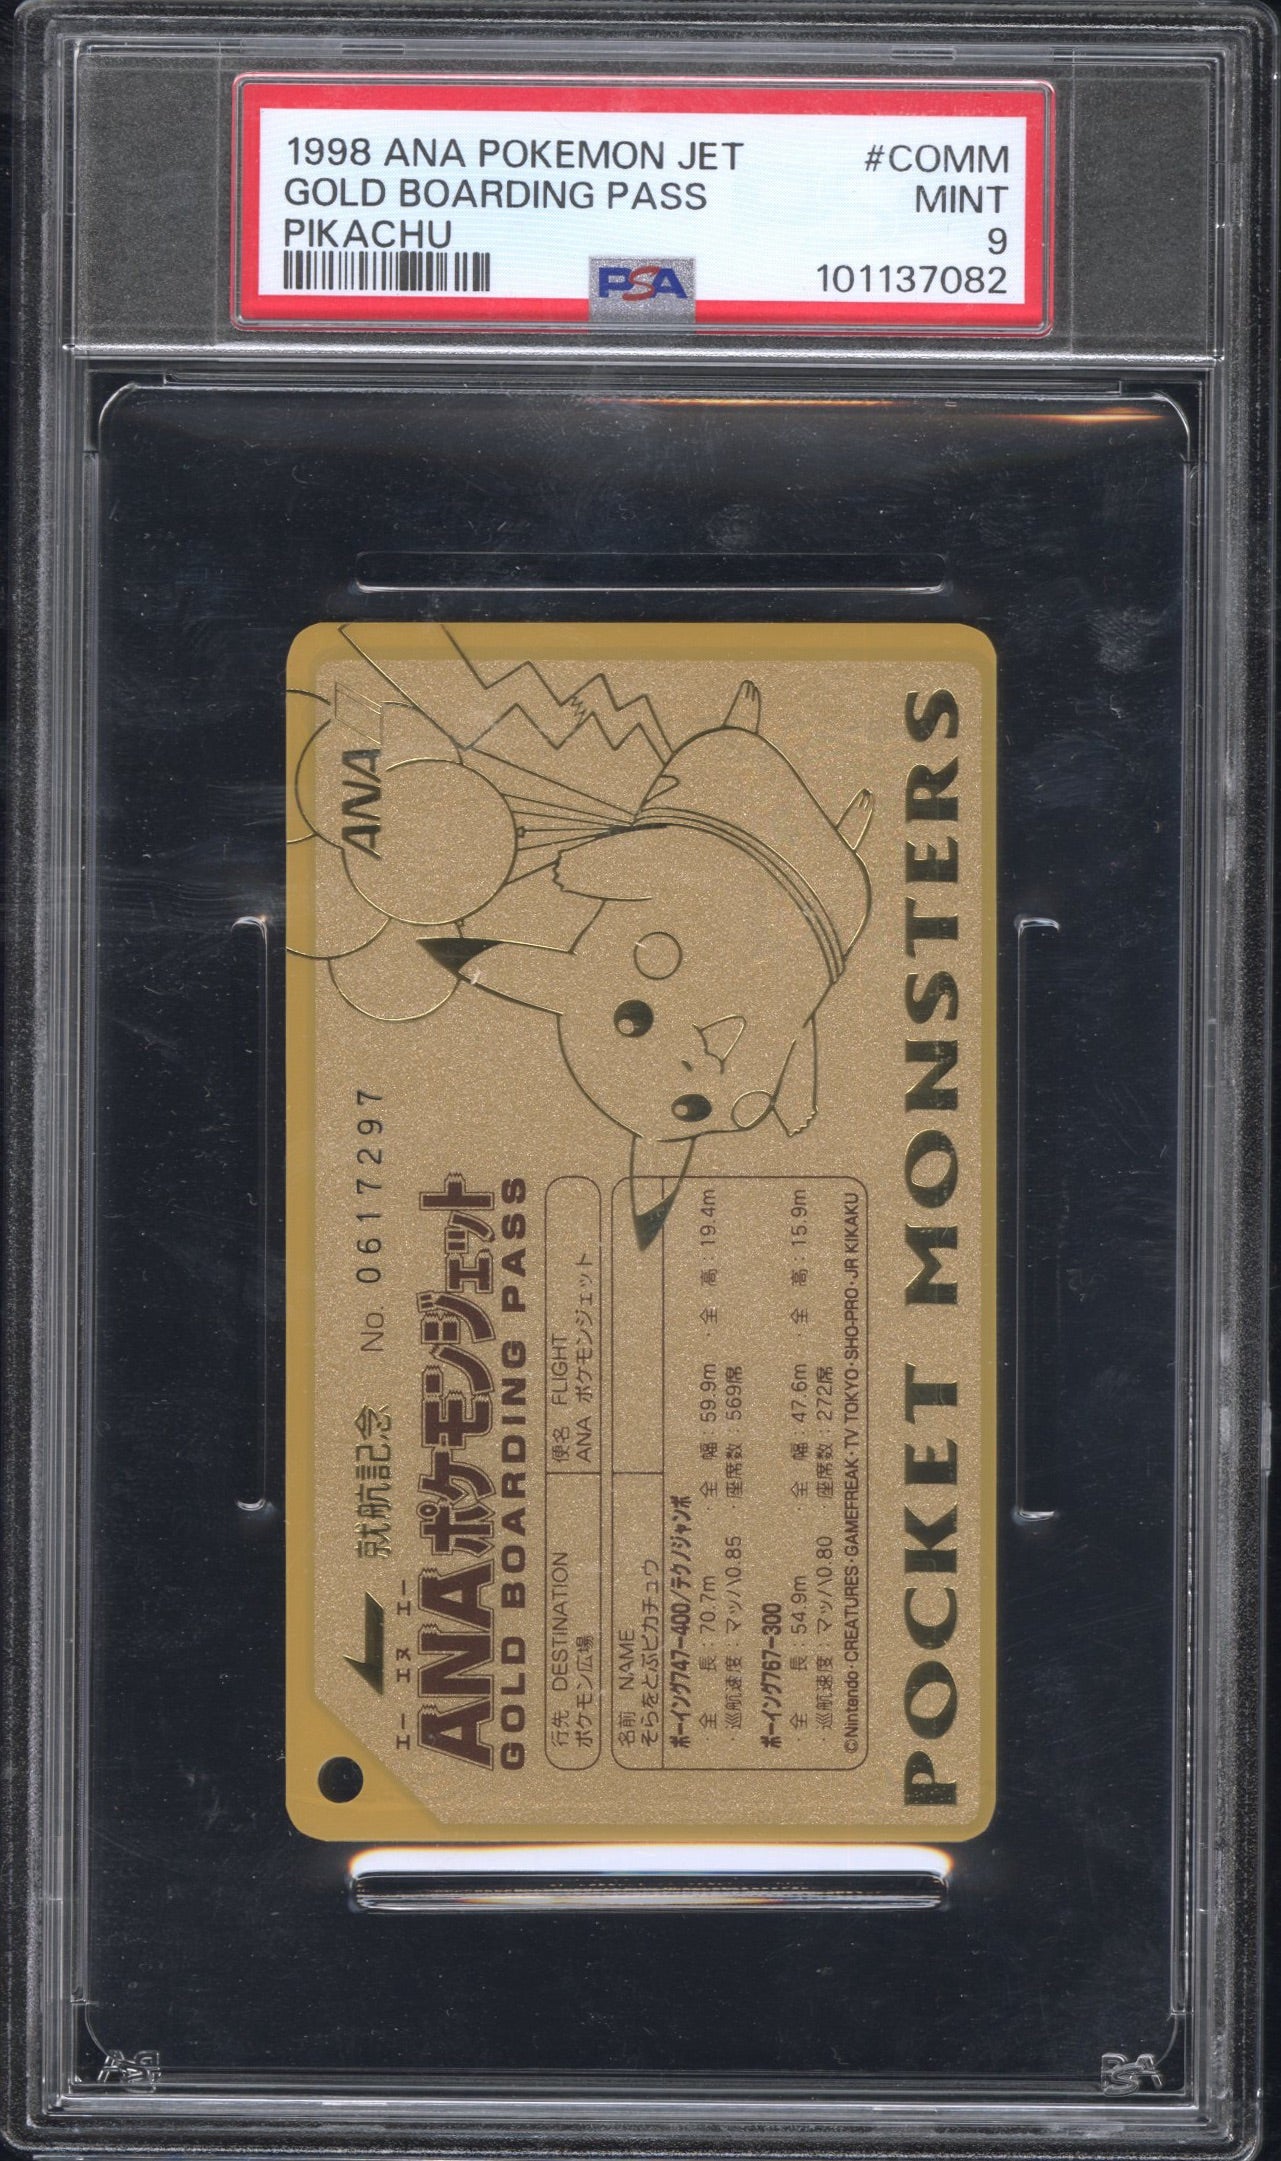 1998 ANA POKEMON JET #COMM
GOLD BOARDING PASS MINT
PIKACHU 9
PSA 101137082
ANA
就航記念 No. 0617297
エー エヌ エー
ANAポケモンジェット
GOLD BOARDING PASS
行先 DESTINATION 便名 FLIGHT
ポケモン広場 ANA ポケモンジェット
名前 NAME
そらをとぶピカチュウ
ボーイング747-400/テクノジャンボ
・全 長：70.7m ・全 幅：59.9m ・全 高：19.4m
・巡航速度：マッハ0.85 ・座席数：569席
ボーイング767-300
・全 長：54.9m ・全 幅：47.6m ・全 高：15.9m
・巡航速度：マッハ0.80 座席数：272席
©Nintendo・CREATURES・GAMEFREAK・TV TOKYO・SHO-PRO・JR KIKAKU
POCKET MONSTERS
PSA
PSA